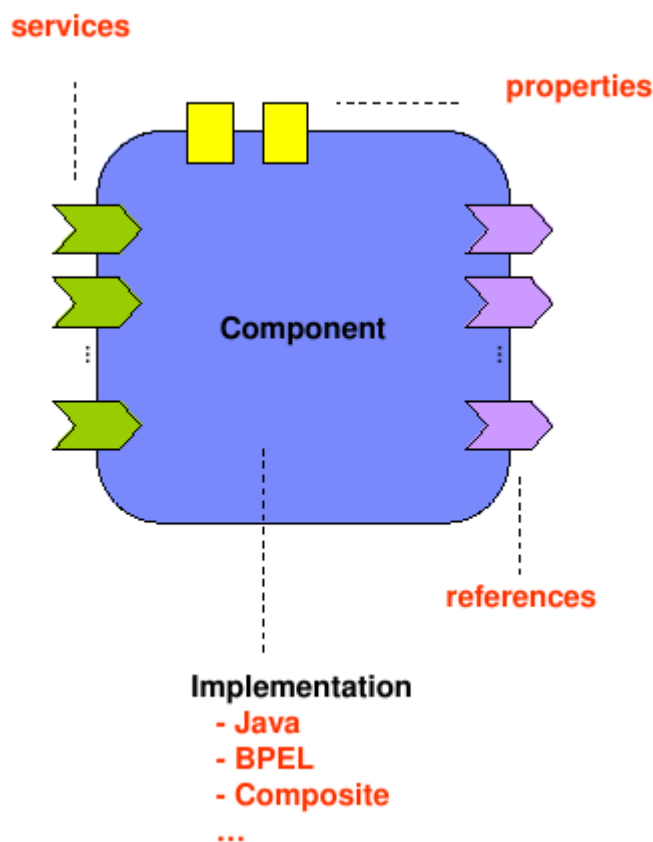 services
properties
Component
...
...
references
Implementation
- Java
- BPEL
- Composite
...